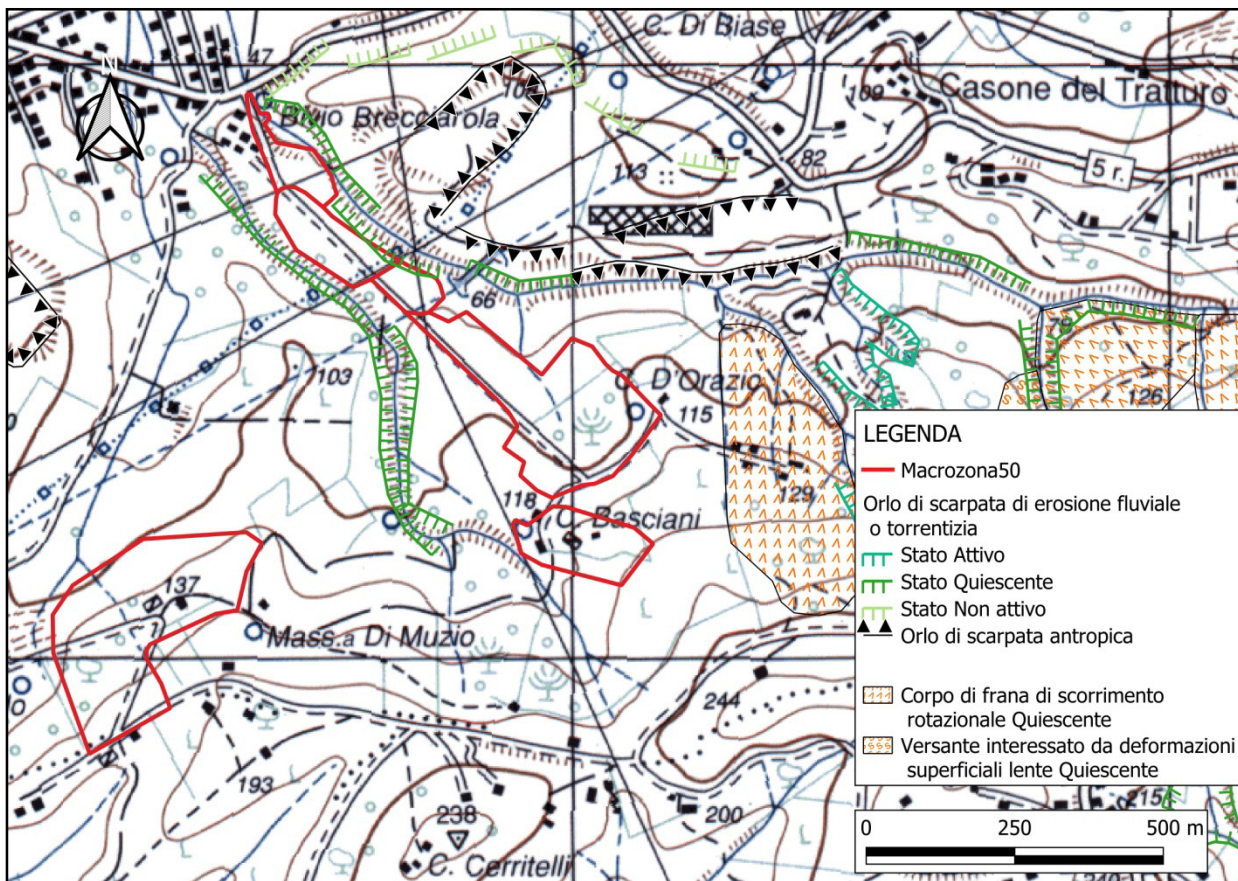 C. Di Biase
47
N
109
Casone del Tratturo
Bivio Brecciarola
82
113
5 r.
66
79
103
C. D'Orazio
115
126
129
118
C. Basciani
137
Mass.a Di Muzio
244
193
200
238
C. Cerritelli
LEGENDA
Macrozona50
Orlo di scarpata di erosione fluviale
o torrentizia
Stato Attivo
Stato Quiescente
Stato Non attivo
Orlo di scarpata antropica
Corpo di frana di scorrimento
rotazionale Quiescente
Versante interessato da deformazioni
superficiali lente Quiescente
215
0 250 500 m
240